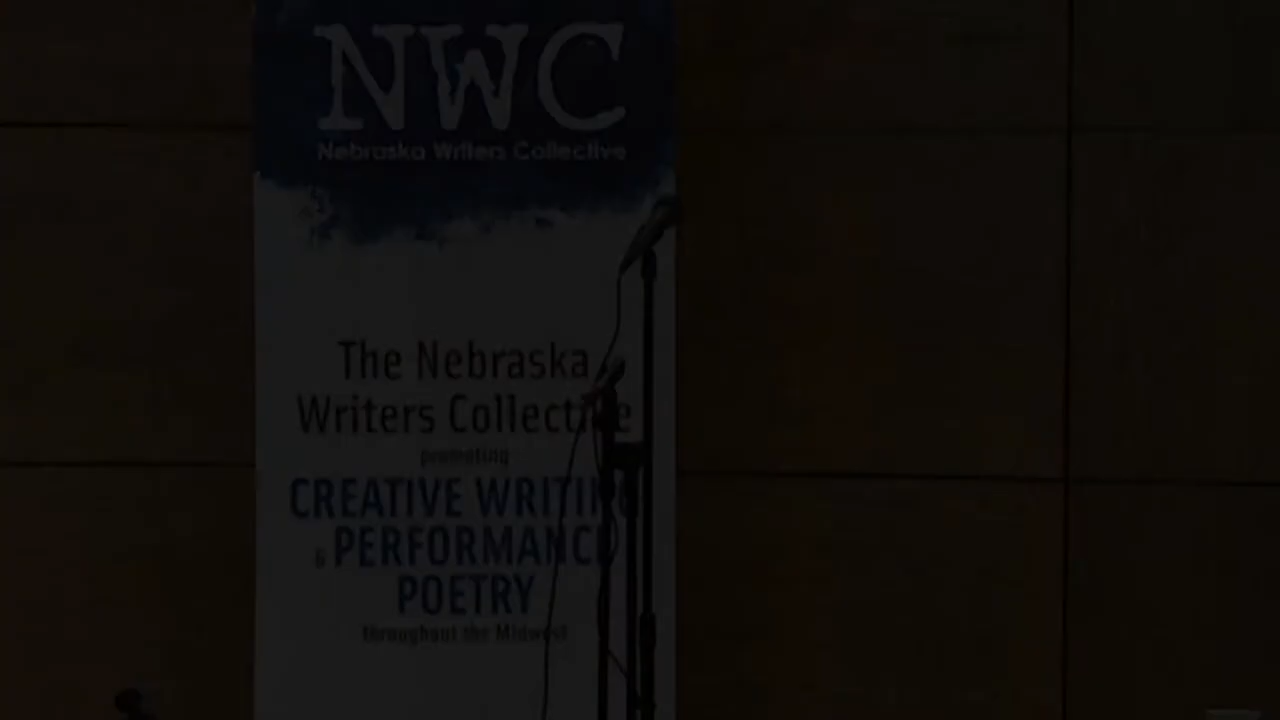 NWC
Nebraska Writers Collective
The Nebraska
Writers Collective
promoting
CREATIVE WRITING
& PERFORMANCE
POETRY
throughout the Midwest